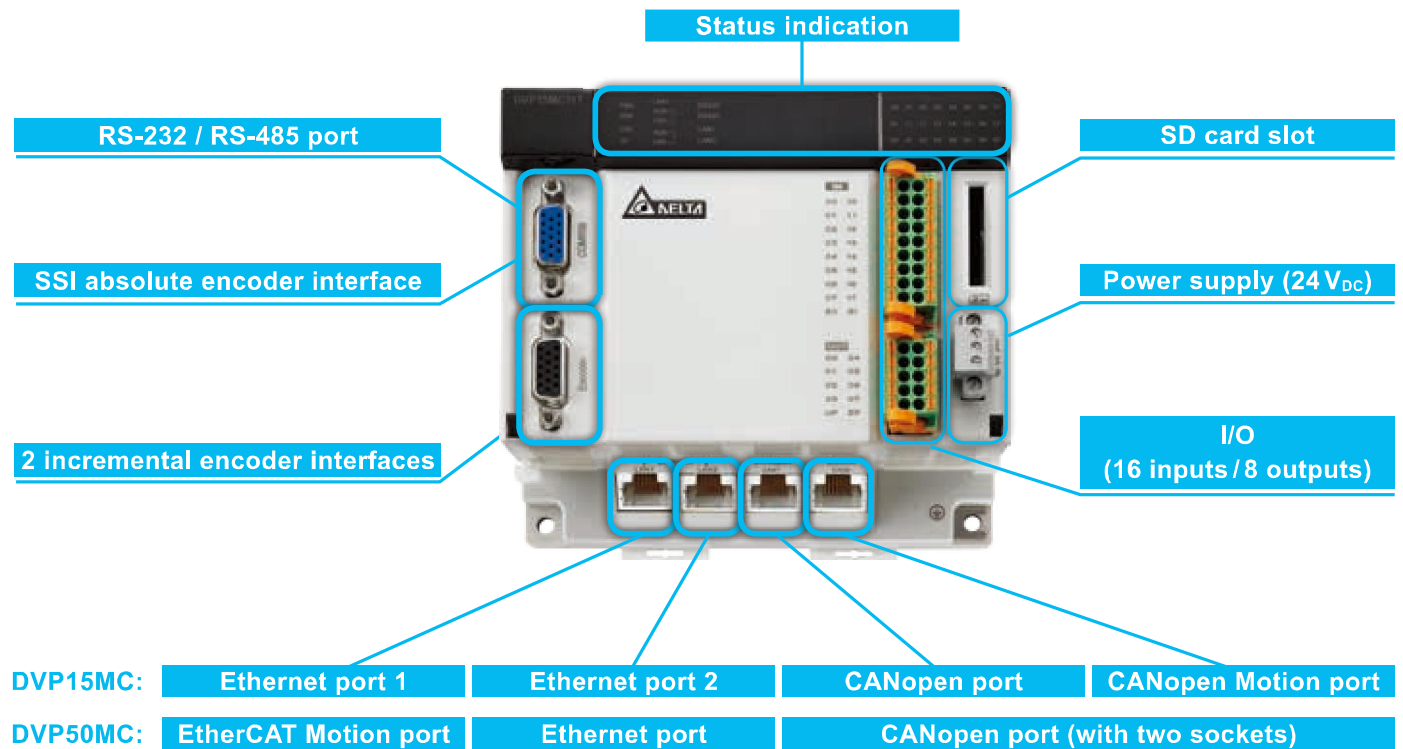 Status indication
RS-232 / RS-485 port
SD card slot
DELTA
SSI absolute encoder interface
Power supply (24 VDC)
Encoder
2 incremental encoder interfaces
I/O
(16 inputs / 8 outputs)
DVP15MC: Ethernet port 1 Ethernet port 2 CANopen port CANopen Motion port
DVP50MC: EtherCAT Motion port Ethernet port CANopen port (with two sockets)